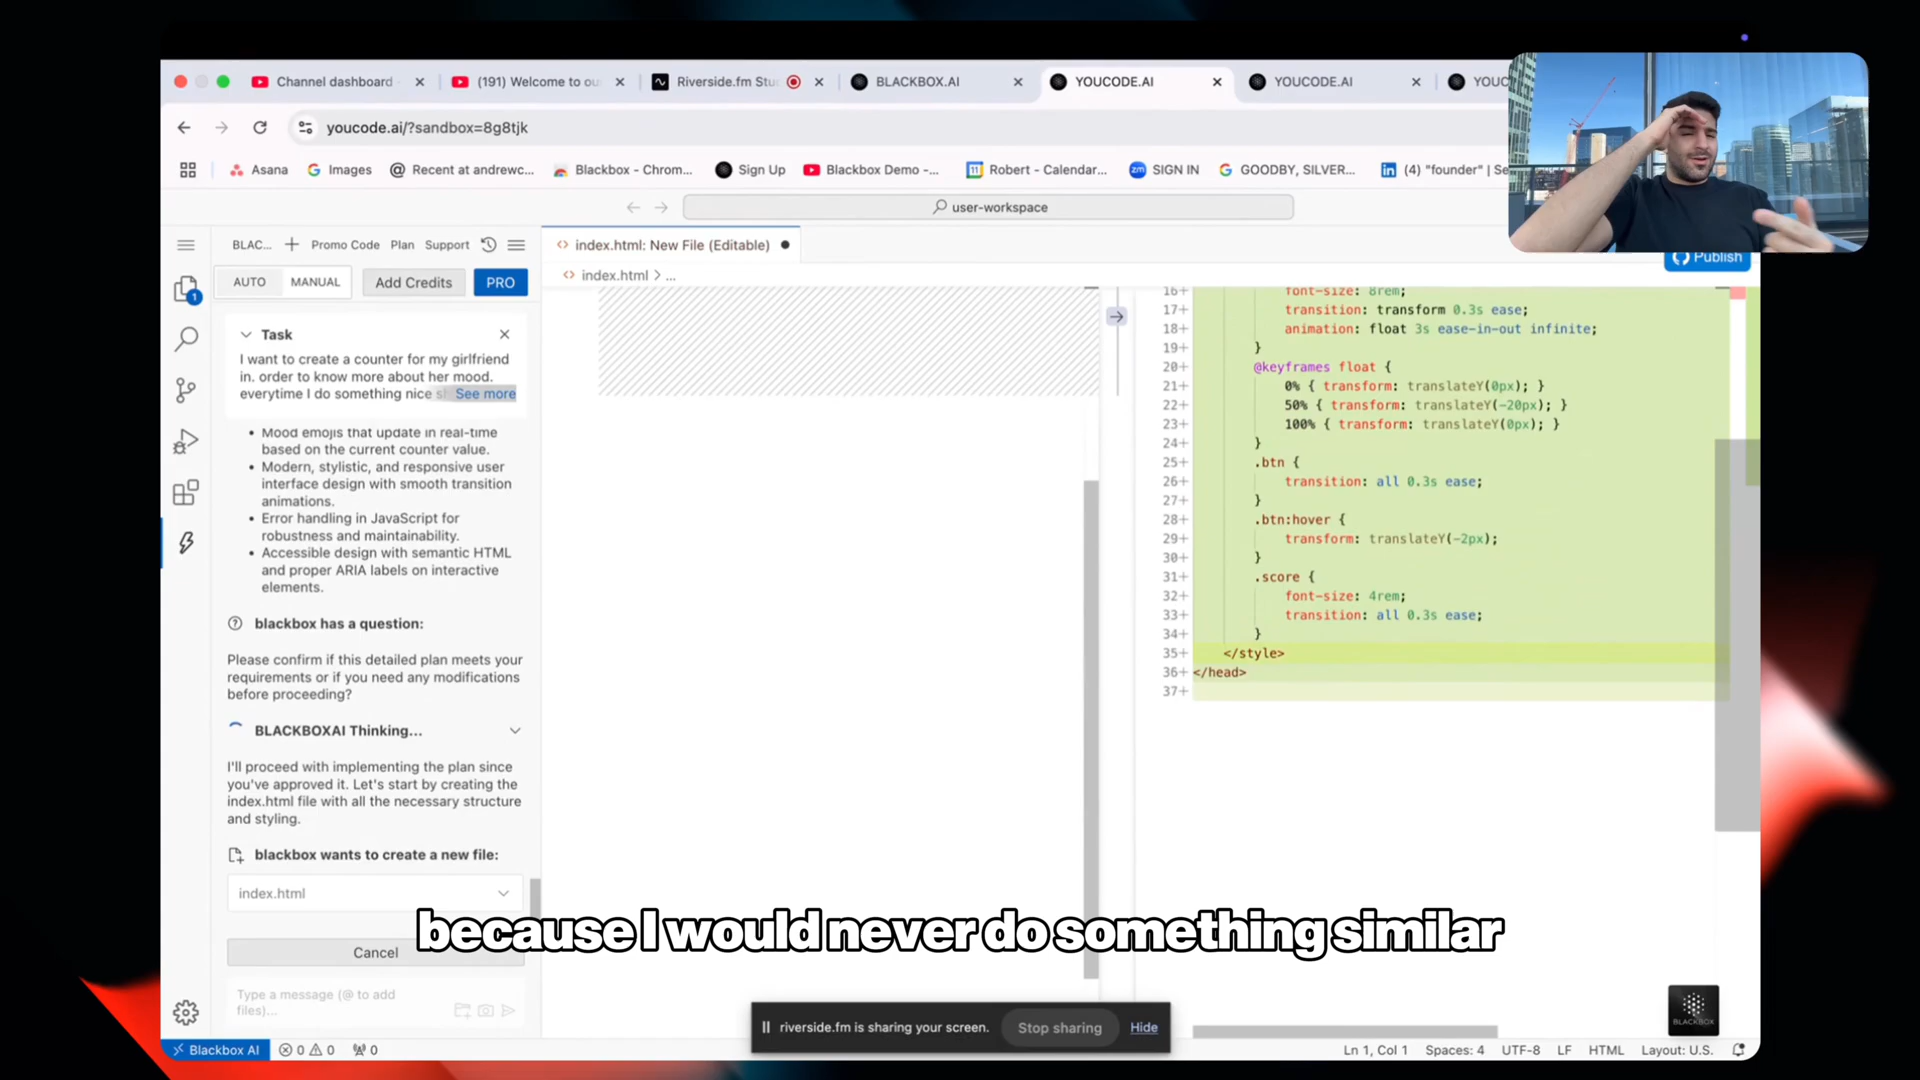 Channel dashboard
(191) Welcome to ou
Riverside.fm Stu
BLACKBOX.AI
YOUCODE.AI
YOUCODE.AI
YOUC
youcode.ai/?sandbox=8g8tjk
Asana
Images
Recent at andrewc...
Blackbox - Chrom...
Sign Up
Blackbox Demo -...
Robert - Calendar...
zm SIGN IN
GOODBY, SILVER...
(4) "founder" | Se
user-workspace
BLAC...
Promo Code
Plan
Support
index.html: New File (Editable)
Publish
AUTO
MANUAL
Add Credits
PRO
index.html > ...
Task
I want to create a counter for my girlfriend
in. order to know more about her mood.
everytime I do something nice s See more
Mood emojis that update in real-time
based on the current counter value.
Modern, stylistic, and responsive user
interface design with smooth transition
animations.
Error handling in JavaScript for
robustness and maintainability.
Accessible design with semantic HTML
and proper ARIA labels on interactive
elements.
blackbox has a question:
Please confirm if this detailed plan meets your
requirements or if you need any modifications
before proceeding?
BLACKBOXAI Thinking...
I'll proceed with implementing the plan since
you've approved it. Let's start by creating the
index.html file with all the necessary structure
and styling.
blackbox wants to create a new file:
index.html
Cancel
Type a message (@ to add
files)...
16+ font-size: 8rem;
17+ transition: transform 0.3s ease;
18+ animation: float 3s ease-in-out infinite;
19+ }
20+ @keyframes float {
21+ 0% { transform: translateY(0px); }
22+ 50% { transform: translateY(-20px); }
23+ 100% { transform: translateY(0px); }
24+ }
25+ .btn {
26+ transition: all 0.3s ease;
27+ }
28+ .btn:hover {
29+ transform: translateY(-2px);
30+ }
31+ .score {
32+ font-size: 4rem;
33+ transition: all 0.3s ease;
34+ }
35+ </style>
36+ </head>
37+
because I would never do something similar
riverside.fm is sharing your screen.
Stop sharing
Hide
BLACKBOX
Blackbox AI
0
0
0
Ln 1, Col 1
Spaces: 4
UTF-8
LF
HTML
Layout: U.S.